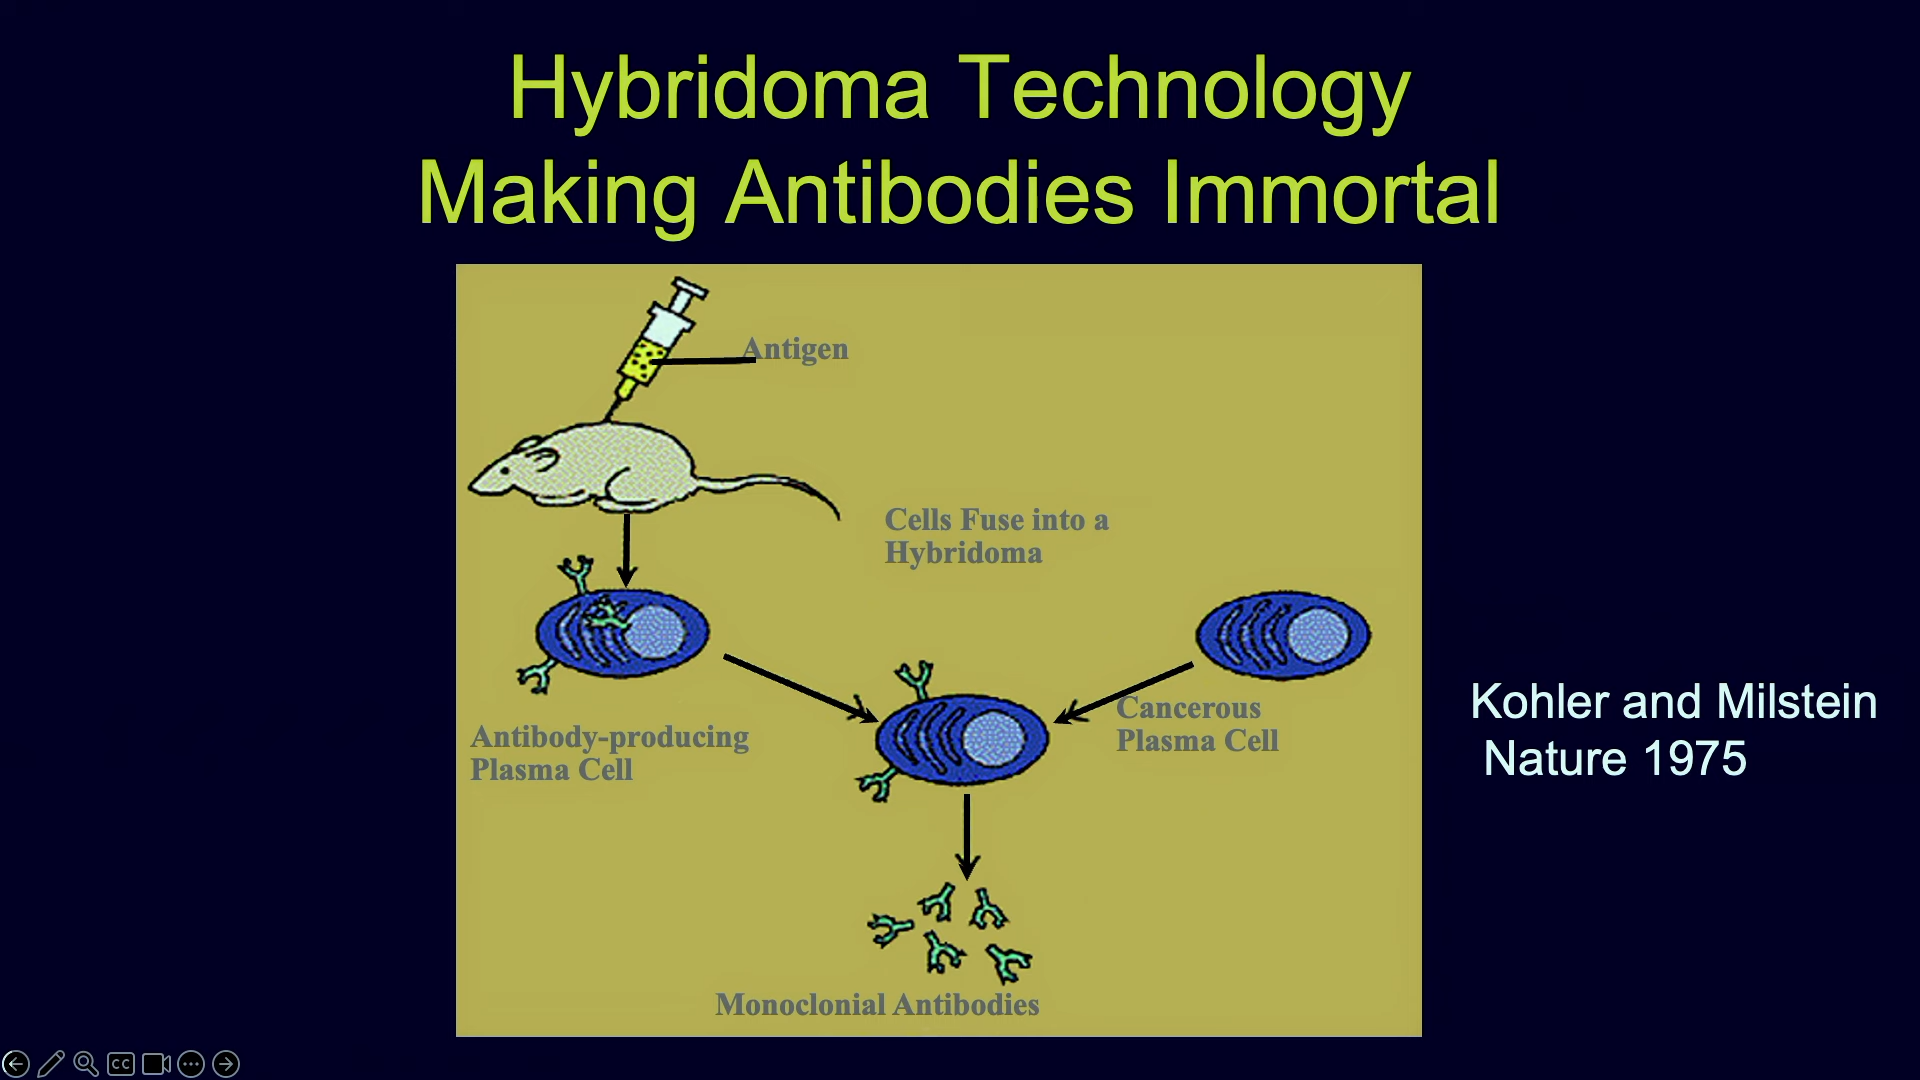 Hybridoma Technology
Making Antibodies Immortal
Antigen
Cells Fuse into a
Hybridoma
Antibody-producing
Plasma Cell
Cancerous
Plasma Cell
Kohler and Milstein
Nature 1975
Monoclonial Antibodies
CC